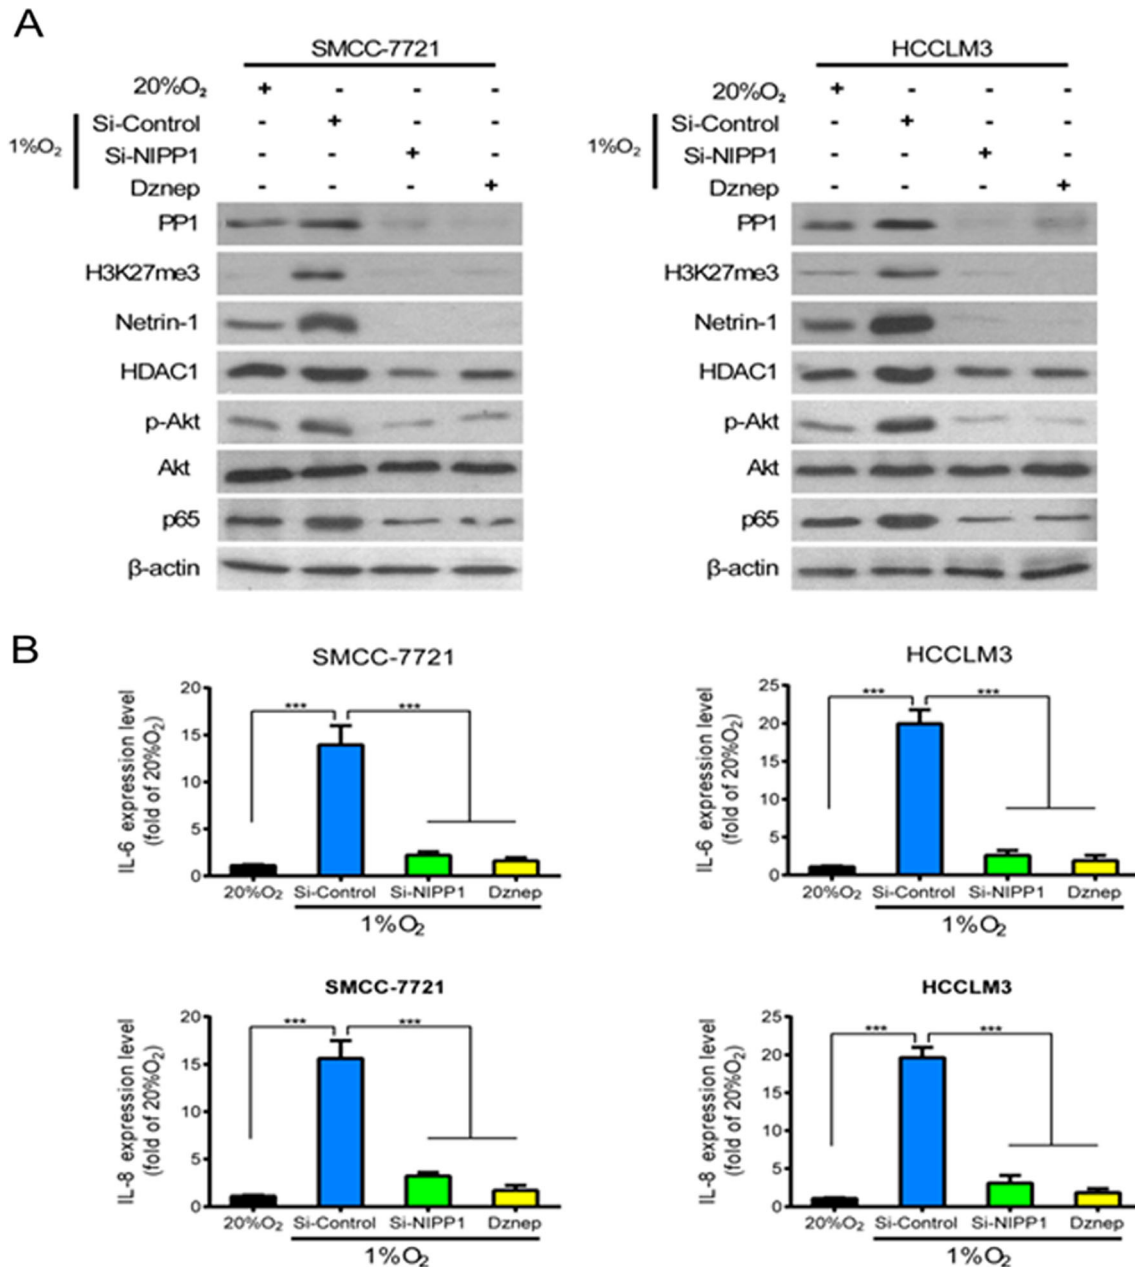 A
SMCC-7721
20%O₂ + - - -
1%O₂
Si-Control - + - -
Si-NIPP1 - - + -
Dznep - - - +
PP1
H3K27me3
Netrin-1
HDAC1
p-Akt
Akt
p65
β-actin
HCCLM3
20%O₂ + - - -
1%O₂
Si-Control - + - -
Si-NIPP1 - - + -
Dznep - - - +
PP1
H3K27me3
Netrin-1
HDAC1
p-Akt
Akt
p65
β-actin
B
SMCC-7721
IL-6 expression level
(fold of 20%O₂)
20
15
10
5
0
*** ***
20%O₂ Si-Control Si-NIPP1 Dznep
1%O₂
HCCLM3
IL-6 expression level
(fold of 20%O₂)
25
20
15
10
5
0
*** ***
20%O₂ Si-Control Si-NIPP1 Dznep
1%O₂
SMCC-7721
IL-8 expression level
(fold of 20%O₂)
20
15
10
5
0
*** ***
20%O₂ Si-Control Si-NIPP1 Dznep
1%O₂
HCCLM3
IL-8 expression level
(fold of 20%O₂)
25
20
15
10
5
0
*** ***
20%O₂ Si-Control Si-NIPP1 Dznep
1%O₂